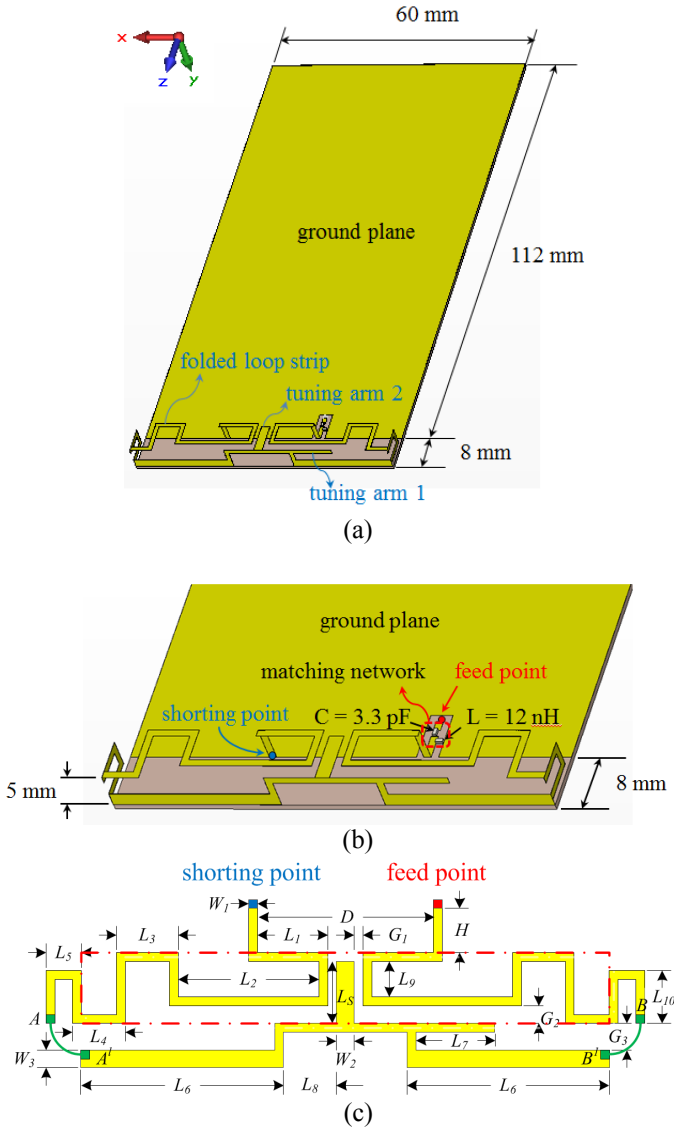 60 mm
x
z
y
ground plane
112 mm
folded loop strip
tuning arm 2
8 mm
tuning arm 1
(a)
ground plane
matching network
feed point
C = 3.3 pF
L = 12 nH
shorting point
5 mm
8 mm
(b)
shorting point
feed point
W1
D
H
L3
L1
G1
L5
L2
LS
L9
L10
A
B
L4
G2
G3
W3
A1
W2
L7
B1
L6
L8
L6
(c)